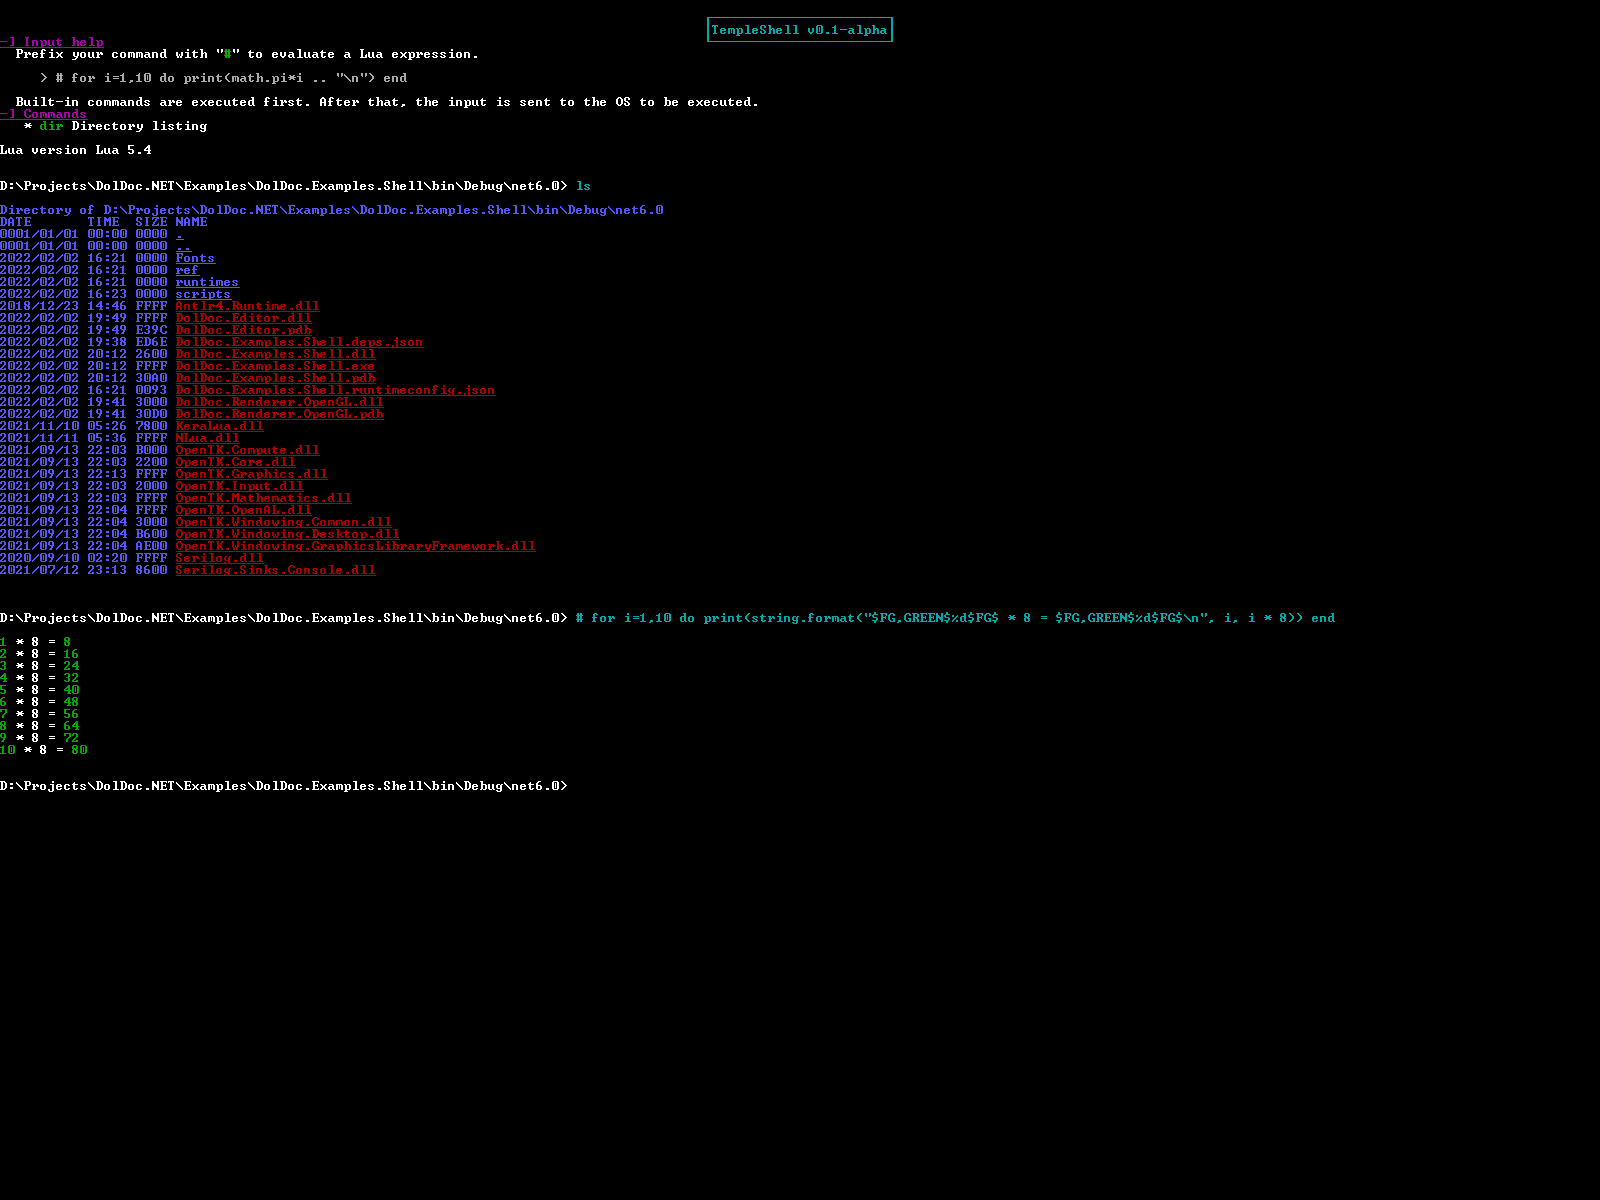 TempleShell v0.1-alpha
-] Input help
Prefix your command with "#" to evaluate a Lua expression.
> # for i=1,10 do print(math.pi*i .. "\n") end
Built-in commands are executed first. After that, the input is sent to the OS to be executed.
-] Commands
* dir Directory listing
Lua version Lua 5.4
D:\Projects\DolDoc.NET\Examples\DolDoc.Examples.Shell\bin\Debug\net6.0> ls
Directory of D:\Projects\DolDoc.NET\Examples\DolDoc.Examples.Shell\bin\Debug\net6.0
DATE TIME SIZE NAME
0001/01/01 00:00 0000 .
0001/01/01 00:00 0000 ..
2022/02/02 16:21 0000 Fonts
2022/02/02 16:21 0000 ref
2022/02/02 16:21 0000 runtimes
2022/02/02 16:23 0000 scripts
2018/12/23 14:46 FFFF Antlr4.Runtime.dll
2022/02/02 19:49 FFFF DolDoc.Editor.dll
2022/02/02 19:49 E39C DolDoc.Editor.pdb
2022/02/02 19:38 ED6E DolDoc.Examples.Shell.deps.json
2022/02/02 20:12 2600 DolDoc.Examples.Shell.dll
2022/02/02 20:12 FFFF DolDoc.Examples.Shell.exe
2022/02/02 20:12 30A0 DolDoc.Examples.Shell.pdb
2022/02/02 16:21 0093 DolDoc.Examples.Shell.runtimeconfig.json
2022/02/02 19:41 3000 DolDoc.Renderer.OpenGL.dll
2022/02/02 19:41 30D0 DolDoc.Renderer.OpenGL.pdb
2021/11/10 05:26 7800 KeraLua.dll
2021/11/11 05:36 FFFF NLua.dll
2021/09/13 22:03 B000 OpenTK.Compute.dll
2021/09/13 22:03 2200 OpenTK.Core.dll
2021/09/13 22:13 FFFF OpenTK.Graphics.dll
2021/09/13 22:03 2000 OpenTK.Input.dll
2021/09/13 22:03 FFFF OpenTK.Mathematics.dll
2021/09/13 22:04 FFFF OpenTK.OpenAL.dll
2021/09/13 22:04 3000 OpenTK.Windowing.Common.dll
2021/09/13 22:04 B600 OpenTK.Windowing.Desktop.dll
2021/09/13 22:04 AE00 OpenTK.Windowing.GraphicsLibraryFramework.dll
2020/09/10 02:20 FFFF Serilog.dll
2021/07/12 23:13 8600 Serilog.Sinks.Console.dll
D:\Projects\DolDoc.NET\Examples\DolDoc.Examples.Shell\bin\Debug\net6.0> # for i=1,10 do print(string.format("$FG,GREEN$%d$FG$ * 8 = $FG,GREEN$%d$FG$\n", i, i * 8)) end
1 * 8 = 8
2 * 8 = 16
3 * 8 = 24
4 * 8 = 32
5 * 8 = 40
6 * 8 = 48
7 * 8 = 56
8 * 8 = 64
9 * 8 = 72
10 * 8 = 80
D:\Projects\DolDoc.NET\Examples\DolDoc.Examples.Shell\bin\Debug\net6.0>